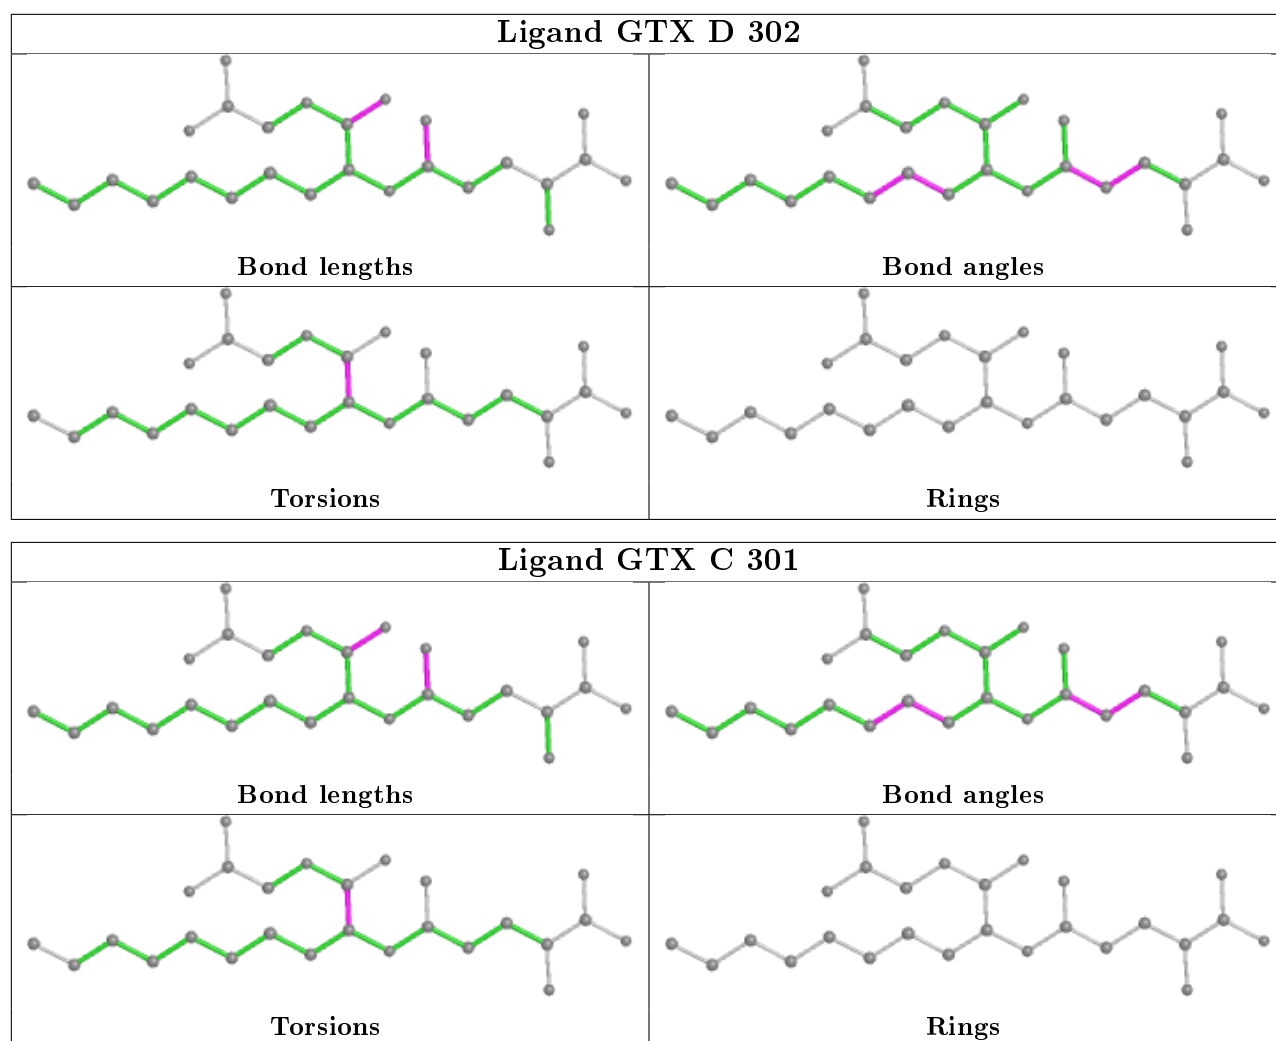 Ligand GTX D 302
Bond lengths
Bond angles
Torsions
Rings
Ligand GTX C 301
Bond lengths
Bond angles
Torsions
Rings